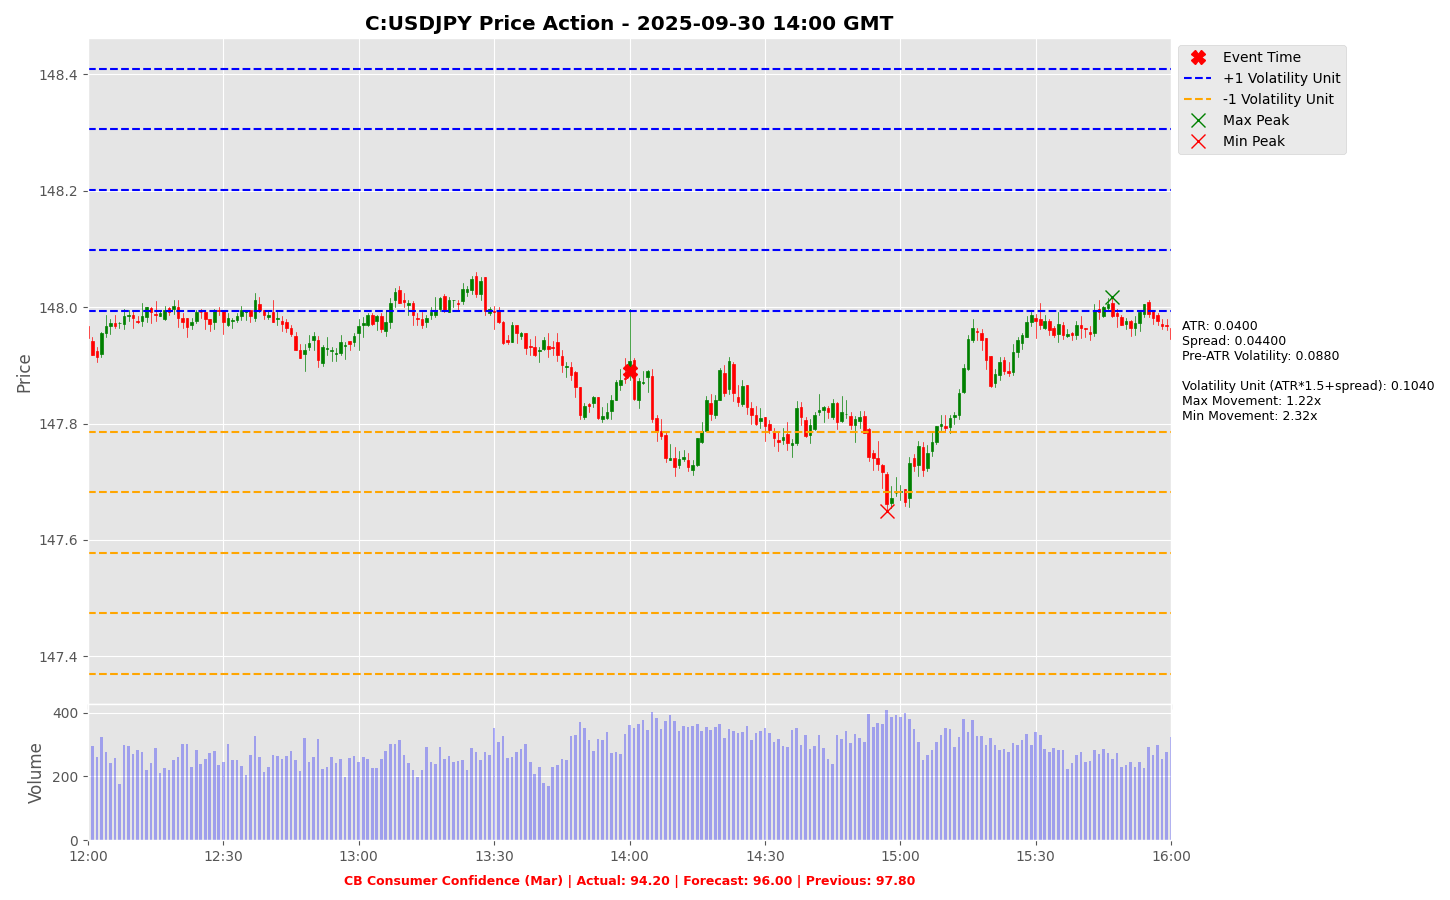 C:USDJPY Price Action - 2025-09-30 14:00 GMT
Event Time
+1 Volatility Unit
-1 Volatility Unit
Max Peak
Min Peak
148.4
148.2
148.0
147.8
147.6
147.4
Price
ATR: 0.0400
Spread: 0.04400
Pre-ATR Volatility: 0.0880
Volatility Unit (ATR*1.5+spread): 0.1040
Max Movement: 1.22x
Min Movement: 2.32x
400
200
0
Volume
12:00 12:30 13:00 13:30 14:00 14:30 15:00 15:30 16:00
CB Consumer Confidence (Mar) | Actual: 94.20 | Forecast: 96.00 | Previous: 97.80